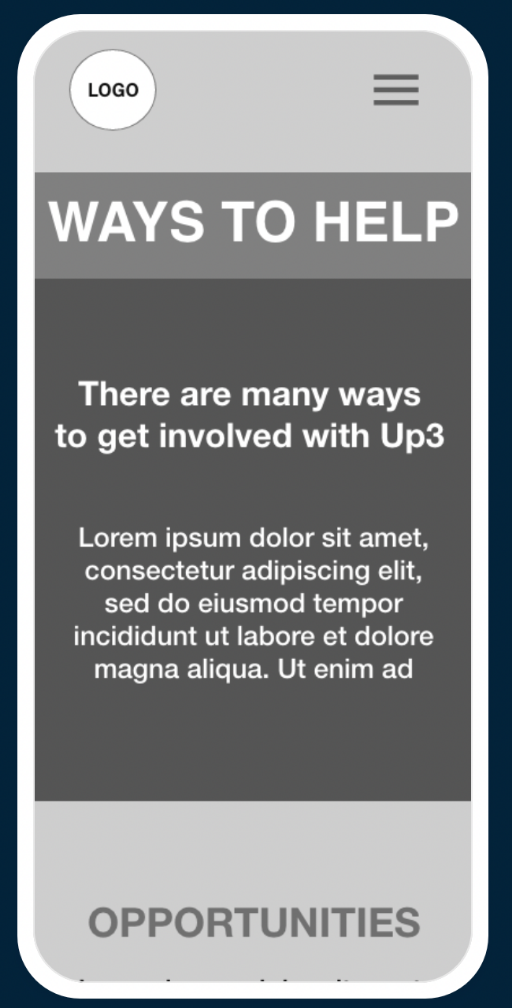 LOGO
WAYS TO HELP
There are many ways
to get involved with Up3
Lorem ipsum dolor sit amet,
consectetur adipiscing elit,
sed do eiusmod tempor
incididunt ut labore et dolore
magna aliqua. Ut enim ad
OPPORTUNITIES